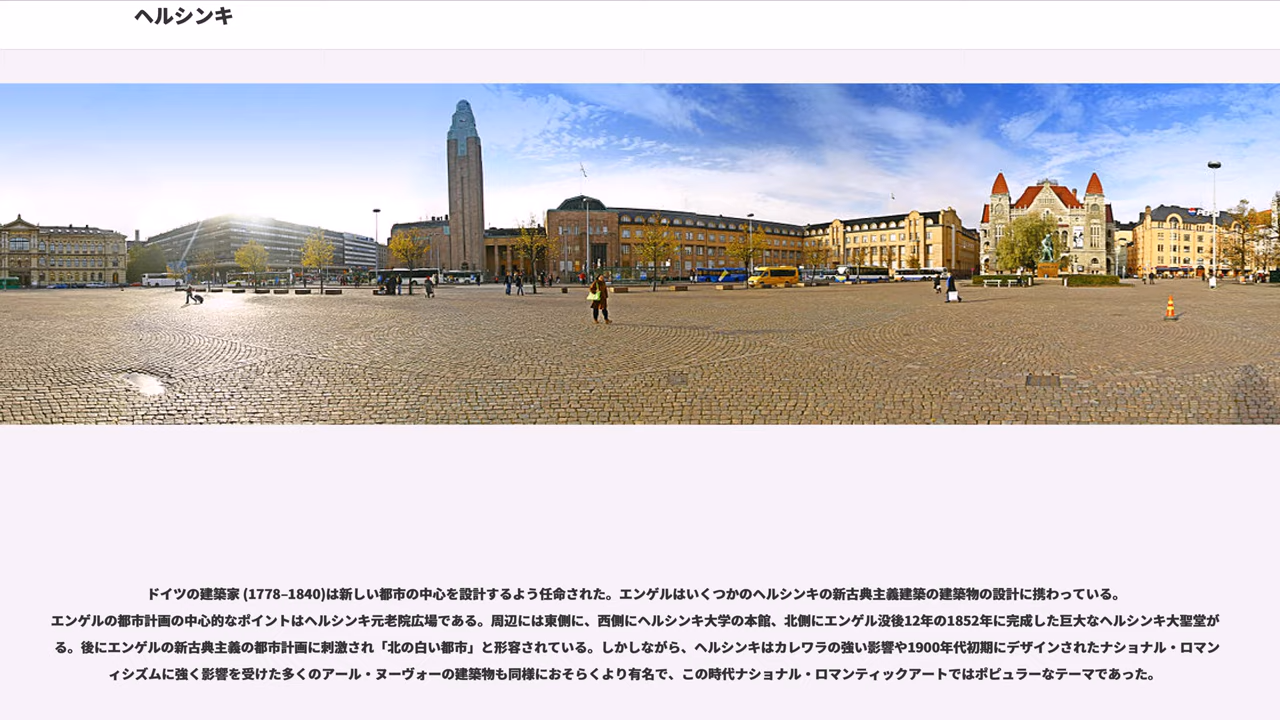 ヘルシンキ
ドイツの建築家 (1778–1840)は新しい都市の中心を設計するよう任命された。エンゲルはいくつかのヘルシンキの新古典主義建築の建築物の設計に携わっている。
エンゲルの都市計画の中心的なポイントはヘルシンキ元老院広場である。周辺には東側に、西側にヘルシンキ大学の本館、北側にエンゲル没後12年の1852年に完成した巨大なヘルシンキ大聖堂が
る。後にエンゲルの新古典主義の都市計画に刺激され「北の白い都市」と形容されている。しかしながら、ヘルシンキはカレワラの強い影響や1900年代初期にデザインされたナショナル・ロマン
ィシズムに強く影響を受けた多くのアール・ヌーヴォーの建築物も同様におそらくより有名で、この時代ナショナル・ロマンティックアートではポピュラーなテーマであった。